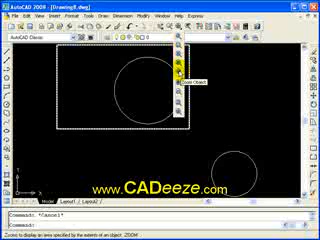 AutoCAD 2009 - [Drawing8.dwg]
File Edit View Insert Format Tools Draw Dimension Modify Window Express Help
AutoCAD Classic
0
Zoom Object
Y
X
Model Layout1 Layout2
www.CADeeze.com
Command: *Cancel*
Command:
Zooms to display an area specified by the extents of an object: ZOOM